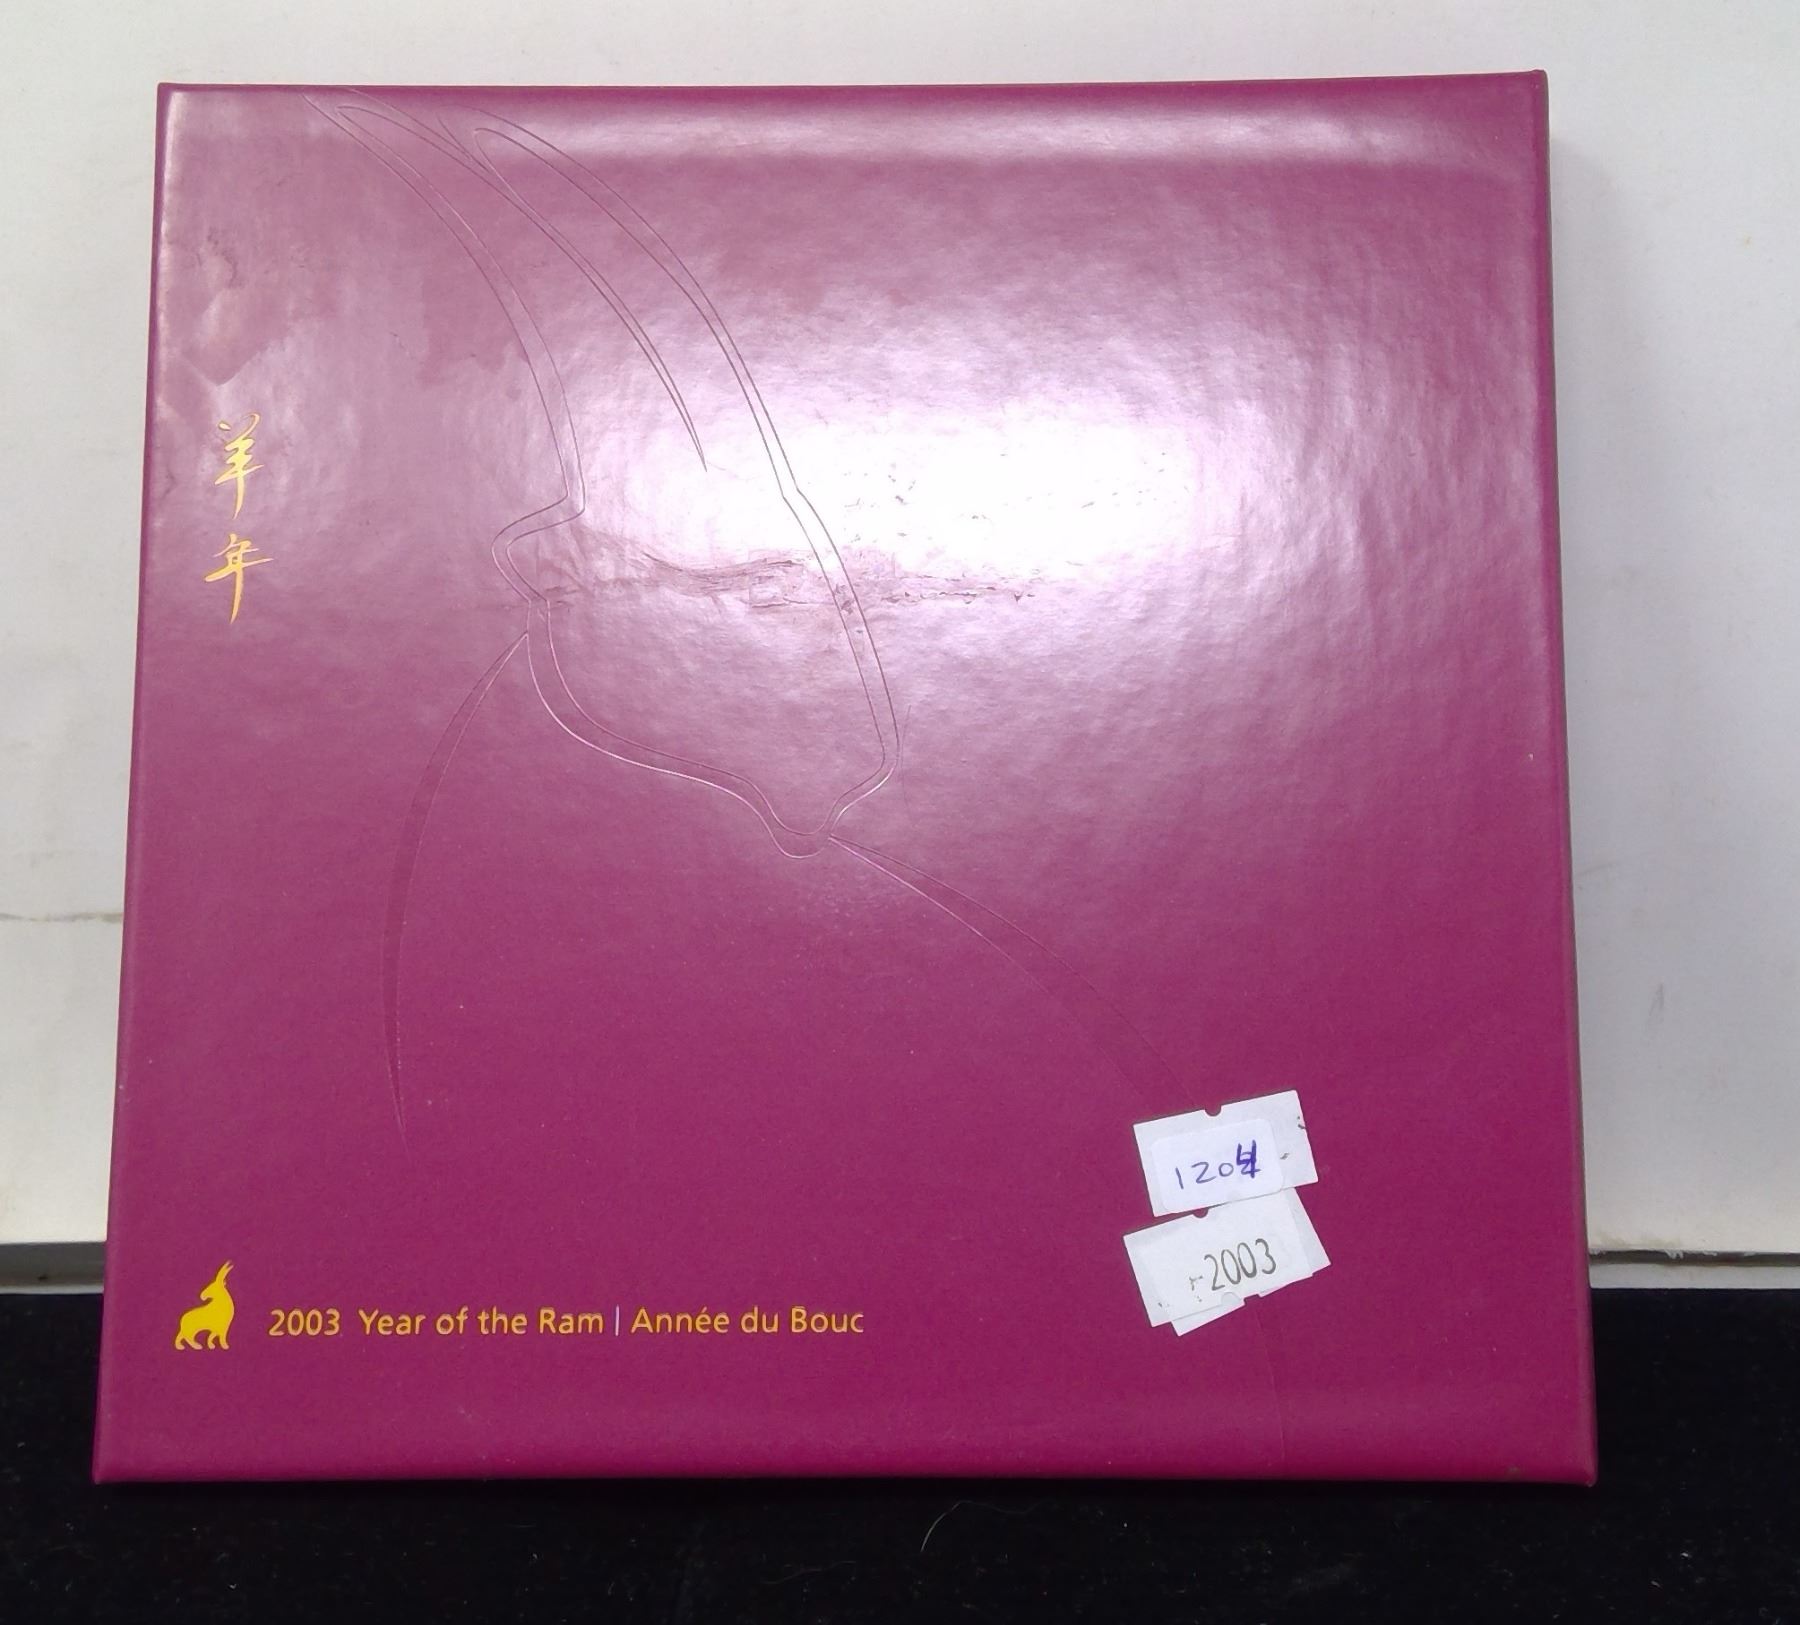 羊年
1204
-2003
2003 Year of the Ram | Année du Bouc